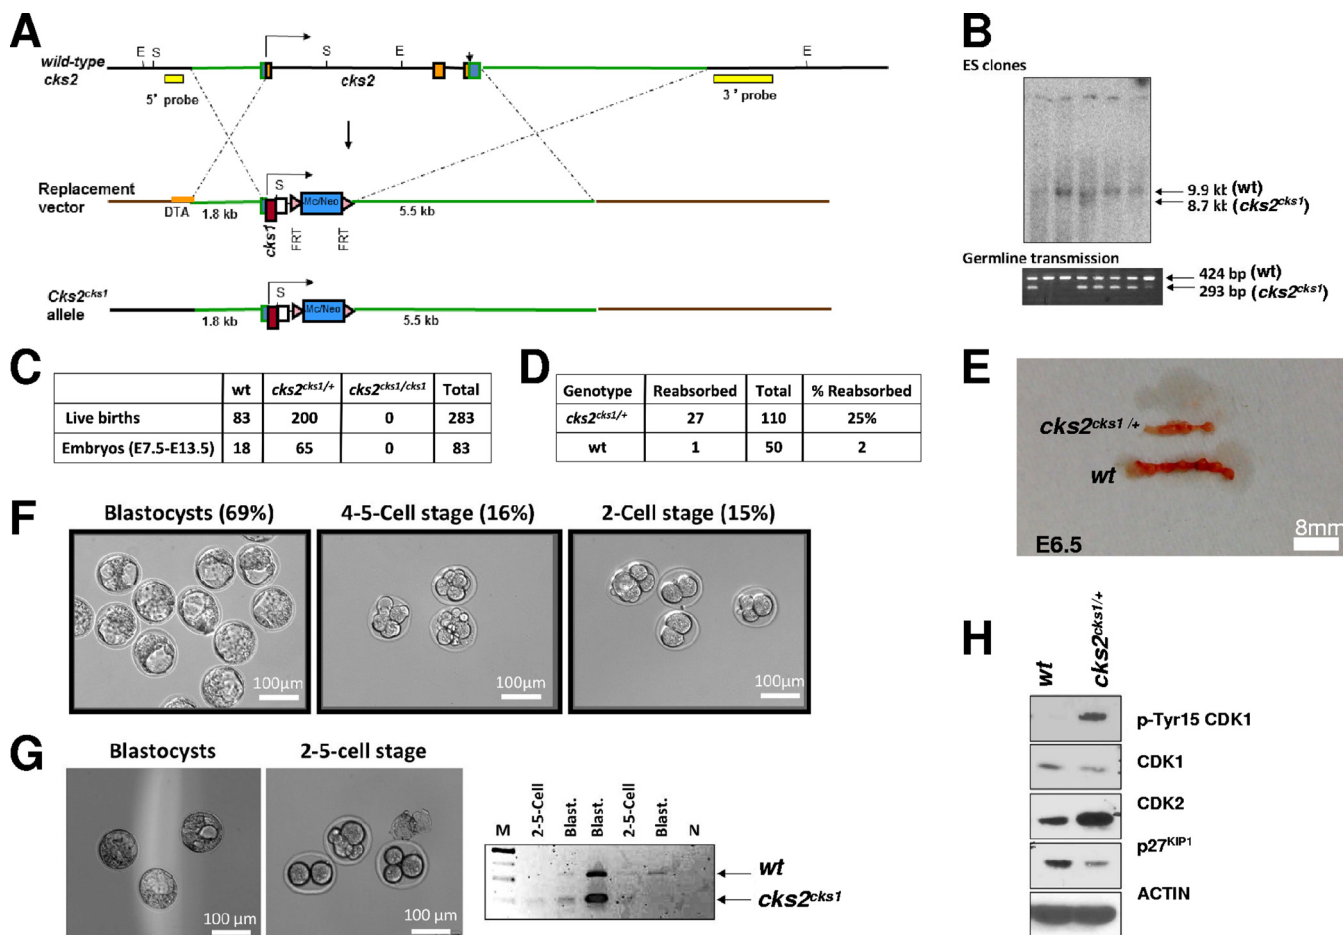 A
E S
S
E
E
wild-type
cks2
cks2
5' probe
3' probe
Replacement
vector
S
Mc/Neo
DTA
1.8 kb
cks1
FRT
FRT
5.5 kb
Cks2cks1
allele
S
Mc/Neo
1.8 kb
5.5 kb
B
ES clones
9.9 kb (wt)
8.7 kb (cks2cks1)
Germline transmission
424 bp (wt)
293 bp (cks2cks1)
C
wt cks2cks1/+ cks2cks1/cks1 Total
Live births 83 200 0 283
Embryos (E7.5-E13.5) 18 65 0 83
D
Genotype Reabsorbed Total % Reabsorbed
cks2cks1/+ 27 110 25%
wt 1 50 2
E
cks2cks1/+
wt
E6.5
8mm
F
Blastocysts (69%)
4-5-Cell stage (16%)
2-Cell stage (15%)
100µm
100µm
100µm
G
Blastocysts
2-5-cell stage
100 µm
100 µm
M
2-5-Cell
Blast.
Blast.
2-5-Cell
Blast.
N
wt
cks2cks1
H
wt
cks2cks1/+
p-Tyr15 CDK1
CDK1
CDK2
p27KIP1
ACTIN